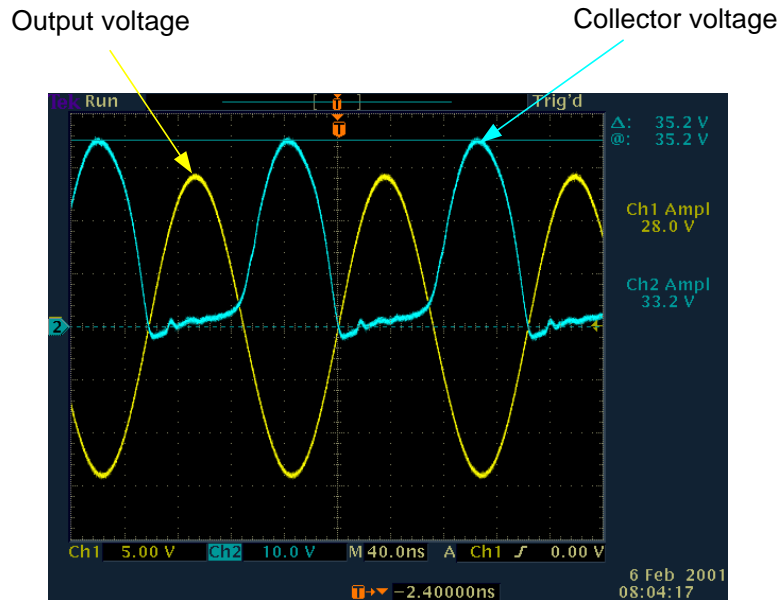 Output voltage
Collector voltage
Tek Run
Trig'd
T
T
Δ: 35.2 V
@: 35.2 V
Ch1 Ampl
28.0 V
Ch2 Ampl
33.2 V
2
Ch1 5.00 V Ch2 10.0 V M 40.0ns A Ch1 ʃ 0.00 V
T→▼ -2.40000ns
6 Feb 2001
08:04:17